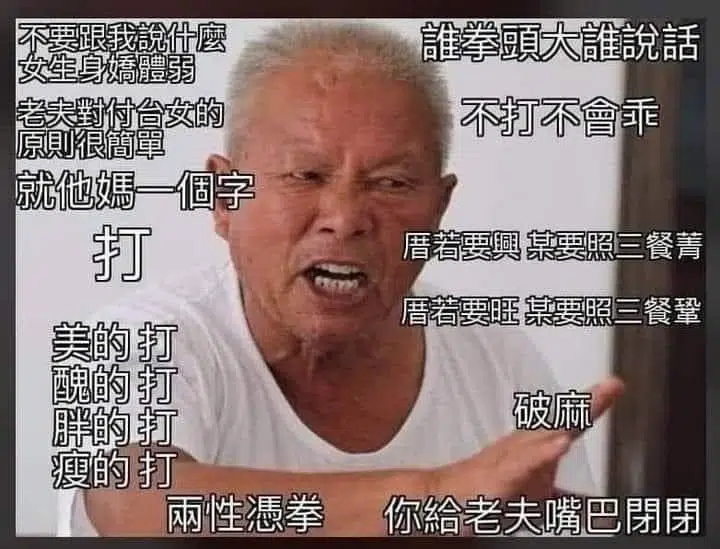 不要跟我說什麼
女生身嬌體弱
老夫對付台女的
原則很簡單
就他媽一個字
打
美的 打
醜的 打
胖的 打
瘦的 打
兩性憑拳
誰拳頭大誰說話
不打不會乖
厝若要興 某要照三餐菁
厝若要旺 某要照三餐鞏
破麻
你給老夫嘴巴閉閉